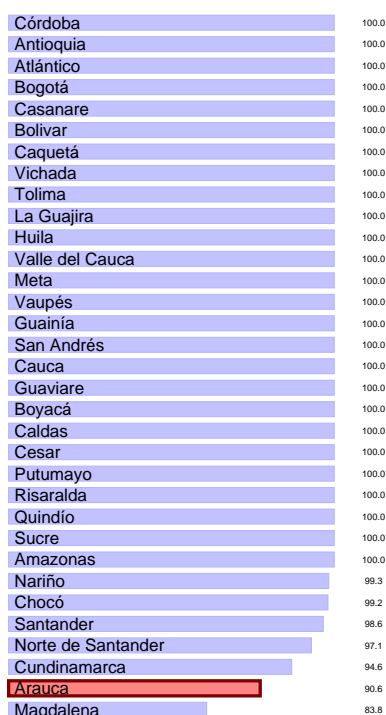 Córdoba 100.0
Antioquia 100.0
Atlántico 100.0
Bogotá 100.0
Casanare 100.0
Bolivar 100.0
Caquetá 100.0
Vichada 100.0
Tolima 100.0
La Guajira 100.0
Huila 100.0
Valle del Cauca 100.0
Meta 100.0
Vaupés 100.0
Guainía 100.0
San Andrés 100.0
Cauca 100.0
Guaviare 100.0
Boyacá 100.0
Caldas 100.0
Cesar 100.0
Putumayo 100.0
Risaralda 100.0
Quindío 100.0
Sucre 100.0
Amazonas 100.0
Nariño 99.3
Chocó 99.2
Santander 98.6
Norte de Santander 97.1
Cundinamarca 94.6
Arauca 90.6
Magdalena 83.8